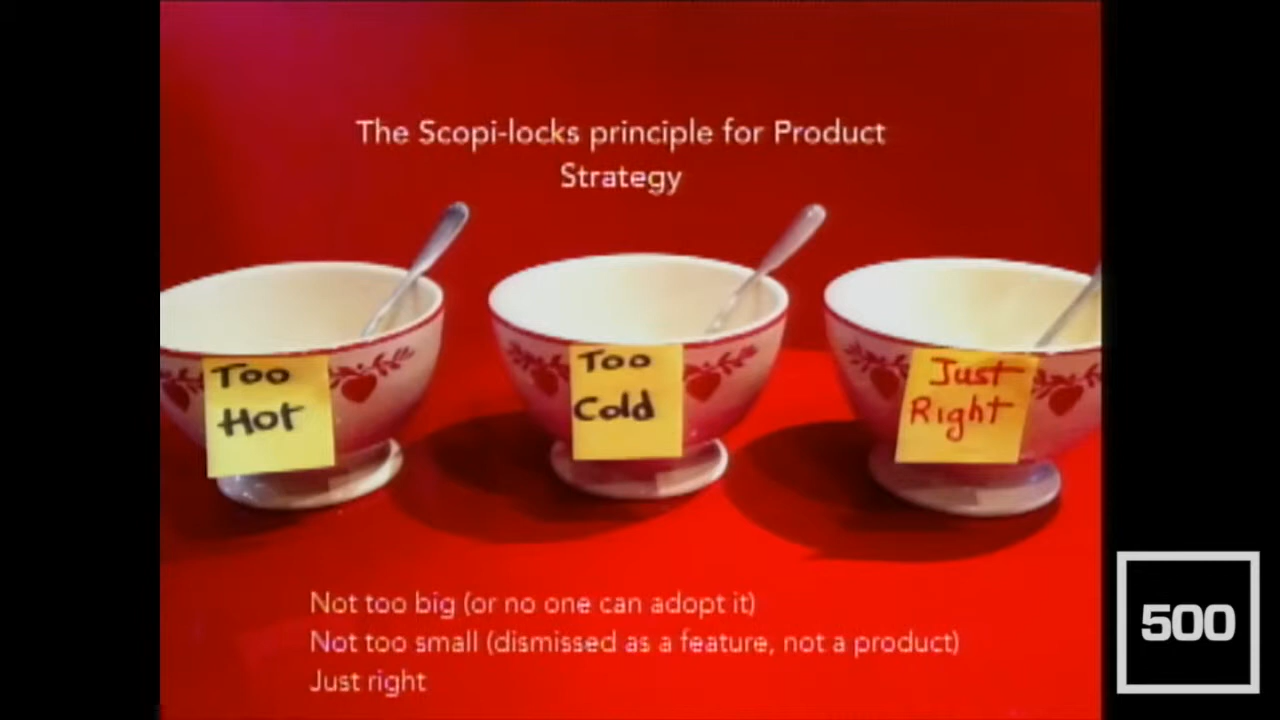 The Scopi-locks principle for Product
Strategy
Too
Hot
Too
Cold
Just
Right
Not too big (or no one can adopt it)
Not too small (dismissed as a feature, not a product)
Just right
500